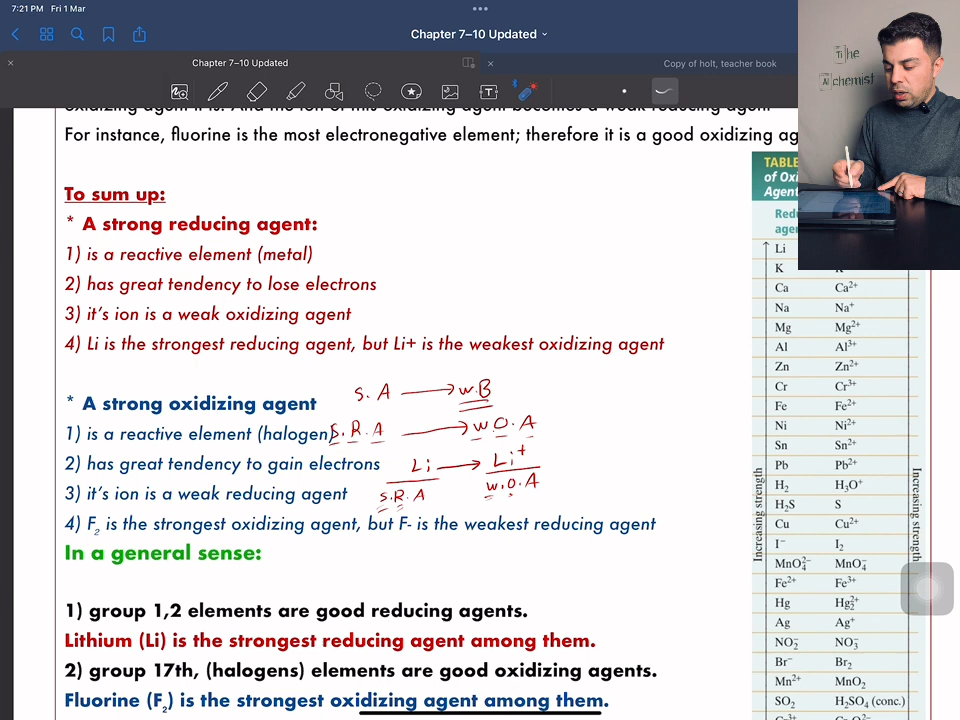 7:21 PM Fri 1 Mar
Chapter 7–10 Updated
Chapter 7–10 Updated
Copy of holt, teacher book
The
Alchemist
For instance, fluorine is the most electronegative element; therefore it is a good oxidizing ag
To sum up:
* A strong reducing agent:
1) is a reactive element (metal)
2) has great tendency to lose electrons
3) it's ion is a weak oxidizing agent
4) Li is the strongest reducing agent, but Li+ is the weakest oxidizing agent
* A strong oxidizing agent
S. A → W. B
1) is a reactive element (halogen)
S. R. A → W. O. A
2) has great tendency to gain electrons
Li → Li+
3) it's ion is a weak reducing agent
S. R. A W. O. A
4) F2 is the strongest oxidizing agent, but F- is the weakest reducing agent
In a general sense:
1) group 1,2 elements are good reducing agents.
Lithium (Li) is the strongest reducing agent among them.
2) group 17th, (halogens) elements are good oxidizing agents.
Fluorine (F2) is the strongest oxidizing agent among them.
TABL
of Oxi
Agent
Redu
agen
Li
K
Ca Ca2+
Na Na+
Mg Mg2+
Al Al3+
Zn Zn2+
Cr Cr3+
Fe Fe2+
Ni Ni2+
Sn Sn2+
Pb Pb2+
H2 H3O+
H2S S
Cu Cu2+
I− I2
MnO42− MnO4−
Fe2+ Fe3+
Hg Hg22+
Ag Ag+
NO2− NO3−
Br− Br2
Mn2+ MnO2
SO2 H2SO4 (conc.)
Increasing strength
Increasing strength